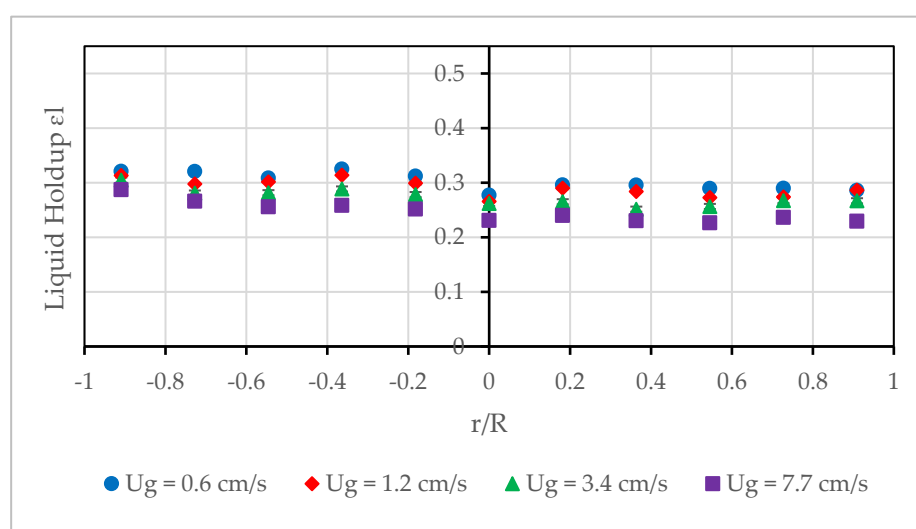 Liquid Holdup εl
0.5
0.4
0.3
0.2
0.1
0
-1 -0.8 -0.6 -0.4 -0.2 0 0.2 0.4 0.6 0.8 1
r/R
Ug = 0.6 cm/s Ug = 1.2 cm/s Ug = 3.4 cm/s Ug = 7.7 cm/s